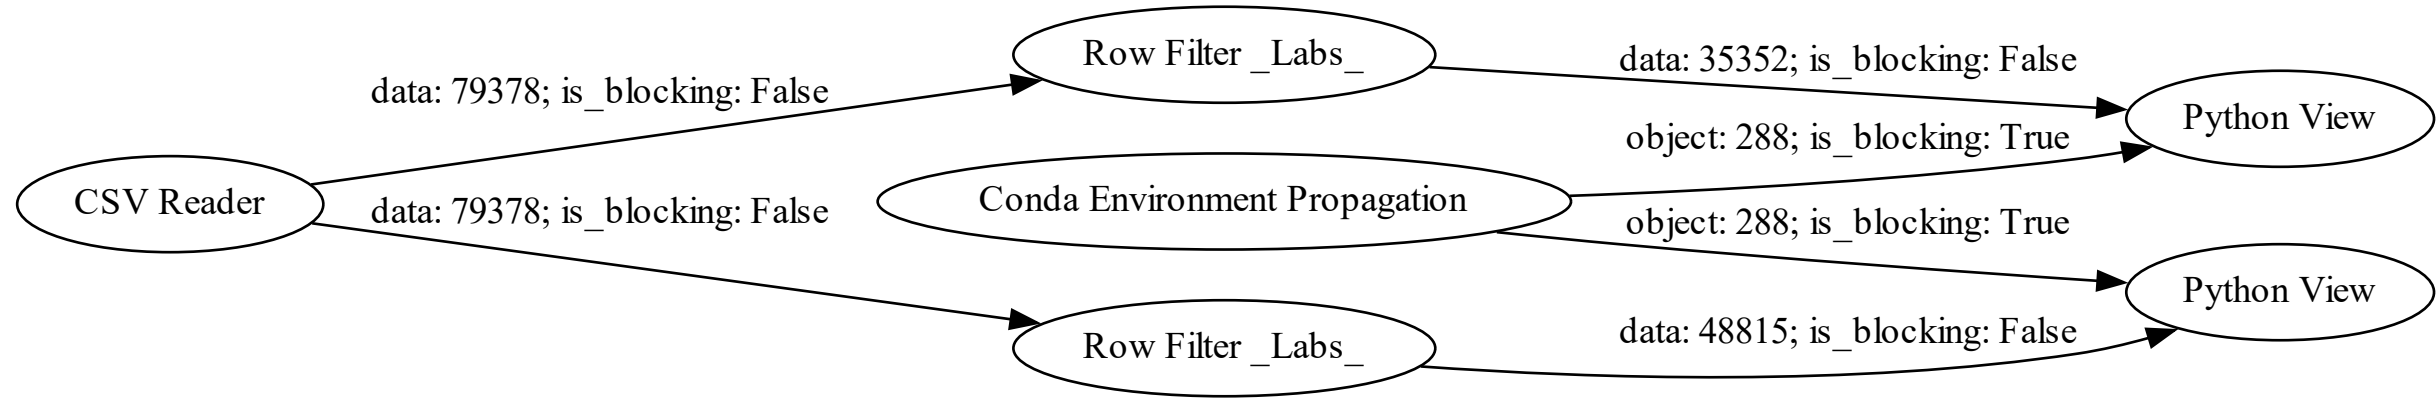 CSV Reader
data: 79378; is_blocking: False
data: 79378; is_blocking: False
Row Filter _Labs_
Conda Environment Propagation
Row Filter _Labs_
data: 35352; is_blocking: False
object: 288; is_blocking: True
object: 288; is_blocking: True
data: 48815; is_blocking: False
Python View
Python View